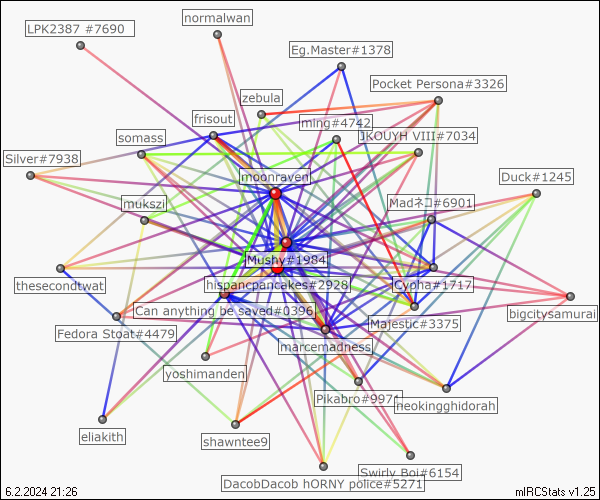 normalwan
LPK2387 #7690
Eg.Master#1378
Pocket Persona#3326
zebula
frisout
ming#4742
JKOUYH VIII#7034
somass
Silver#7938
moonraven
Duck#1245
mukszi
Madネコ#6901
Mushy#1984
thesecondtwat
hispancpancakes#2928
Cyoha#1717
Can anything be saved#0396
bigcitysamurai
Fedora Stoat#4479
Majestic#3375
marcemadness
yoshimanden
Pikabro#9971
neokingghidorah
eliakith
shawntee9
Swirly Boi#6154
DacobDacob hORNY police#5271
6.2.2024 21:26
mIRCStats v1.25